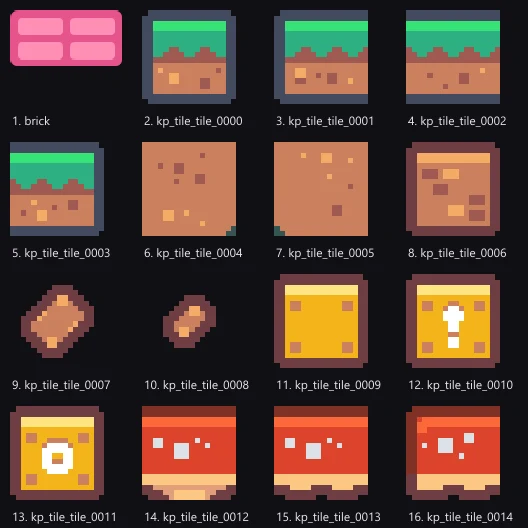 1. brick
2. kp_tile_tile_0000
3. kp_tile_tile_0001
4. kp_tile_tile_0002
5. kp_tile_tile_0003
6. kp_tile_tile_0004
7. kp_tile_tile_0005
8. kp_tile_tile_0006
9. kp_tile_tile_0007
10. kp_tile_tile_0008
11. kp_tile_tile_0009
12. kp_tile_tile_0010
13. kp_tile_tile_0011
14. kp_tile_tile_0012
15. kp_tile_tile_0013
16. kp_tile_tile_0014